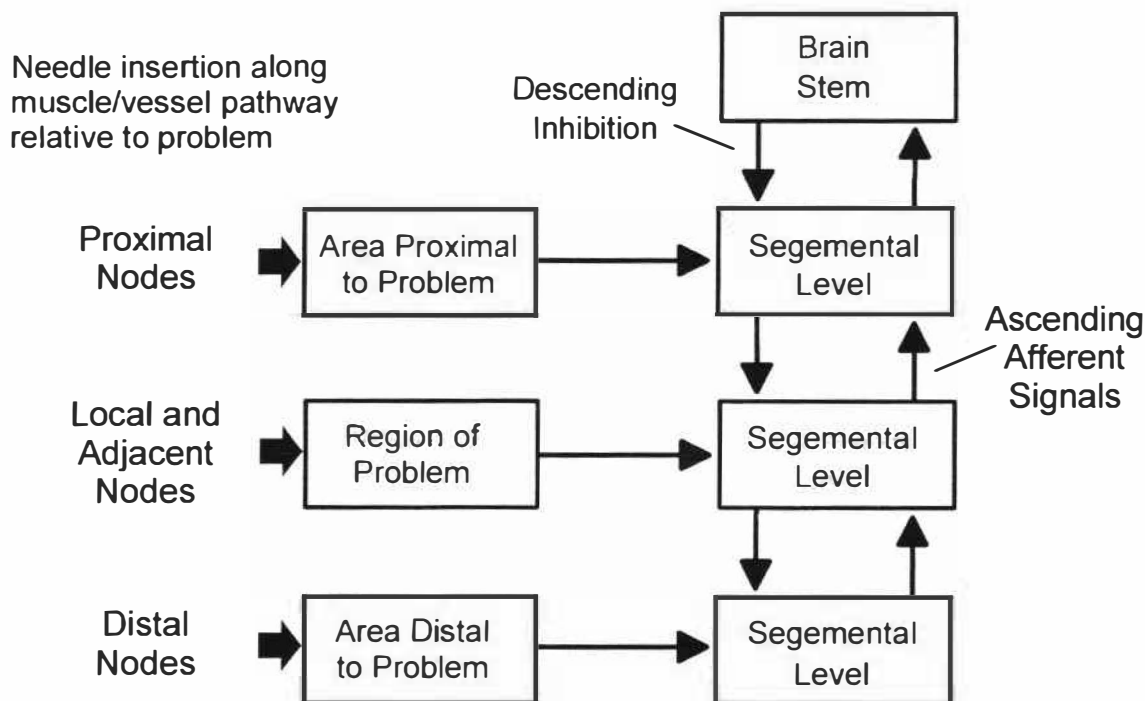 Needle insertion along
muscle/vessel pathway
relative to problem
Descending
Inhibition
Brain
Stem
Proximal
Nodes
Area Proximal
to Problem
Segemental
Level
Ascending
Afferent
Signals
Local and
Adjacent
Nodes
Region of
Problem
Segemental
Level
Distal
Nodes
Area Distal
to Problem
Segemental
Level